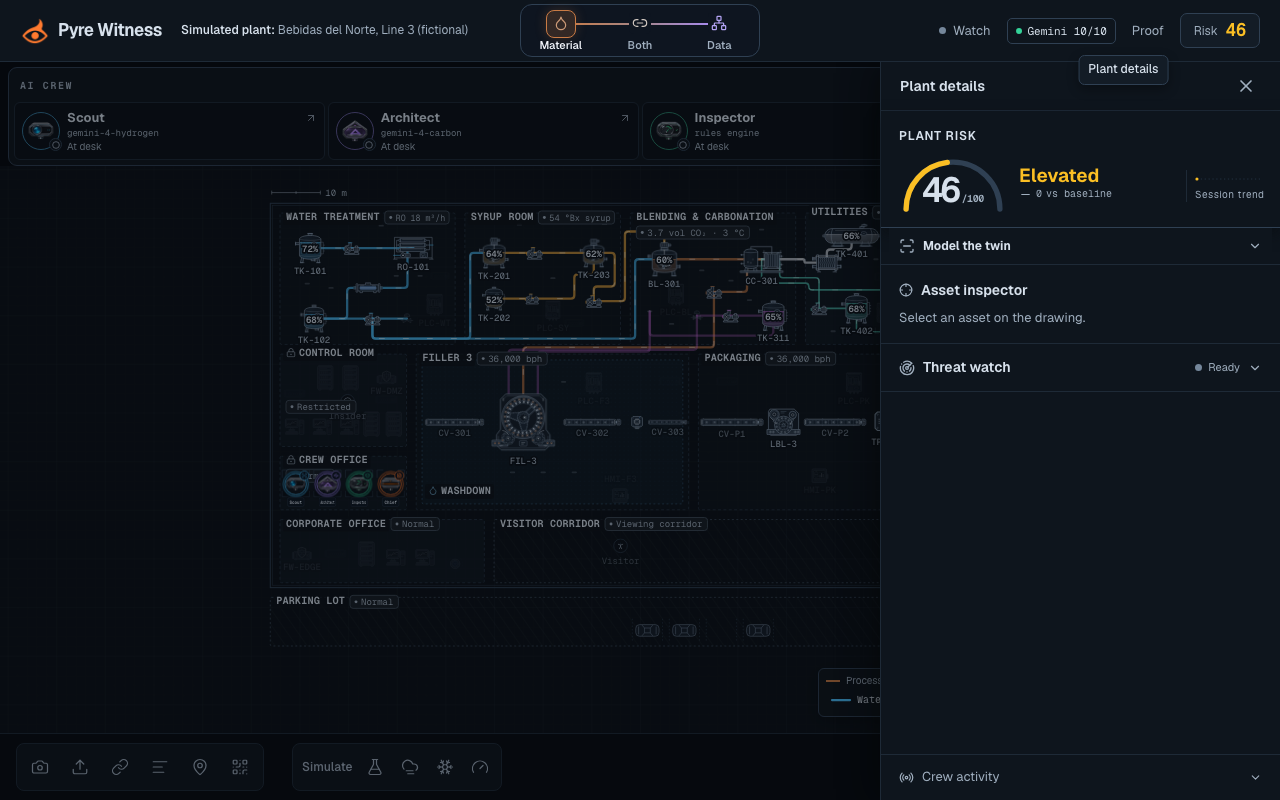 Pyre Witness
Simulated plant: Bebidas del Norte, Line 3 (fictional)
Material
Both
Data
Watch
Gemini 10/10
Proof
Risk 46
Plant details
AI CREW
Scout
gemini-4-hydrogen
At desk
Architect
gemini-4-carbon
At desk
Inspector
rules engine
At desk
Plant details
PLANT RISK
46/100
Elevated
— 0 vs baseline
Session trend
Model the twin
Asset inspector
Select an asset on the drawing.
Threat watch
Ready
Crew activity
10 m
WATER TREATMENT
RO 18 m³/h
SYRUP ROOM
54 °Bx syrup
BLENDING & CARBONATION
3.7 vol CO₂ · 3 °C
UTILITIES
72%
TK-101
RO-101
68%
TK-102
64%
TK-201
62%
TK-203
52%
TK-202
60%
BL-301
CC-301
65%
TK-311
66%
TK-401
68%
TK-402
CONTROL ROOM
Restricted
Insider
FILLER 3
36,000 bph
CV-301
FIL-3
CV-302
CV-303
WASHDOWN
PACKAGING
36,000 bph
CV-P1
LBL-3
CV-P2
CREW OFFICE
Scout
Chief
CORPORATE OFFICE
Normal
FW-EDGE
VISITOR CORRIDOR
Viewing corridor
Visitor
PARKING LOT
Normal
Process
Wate
Simulate